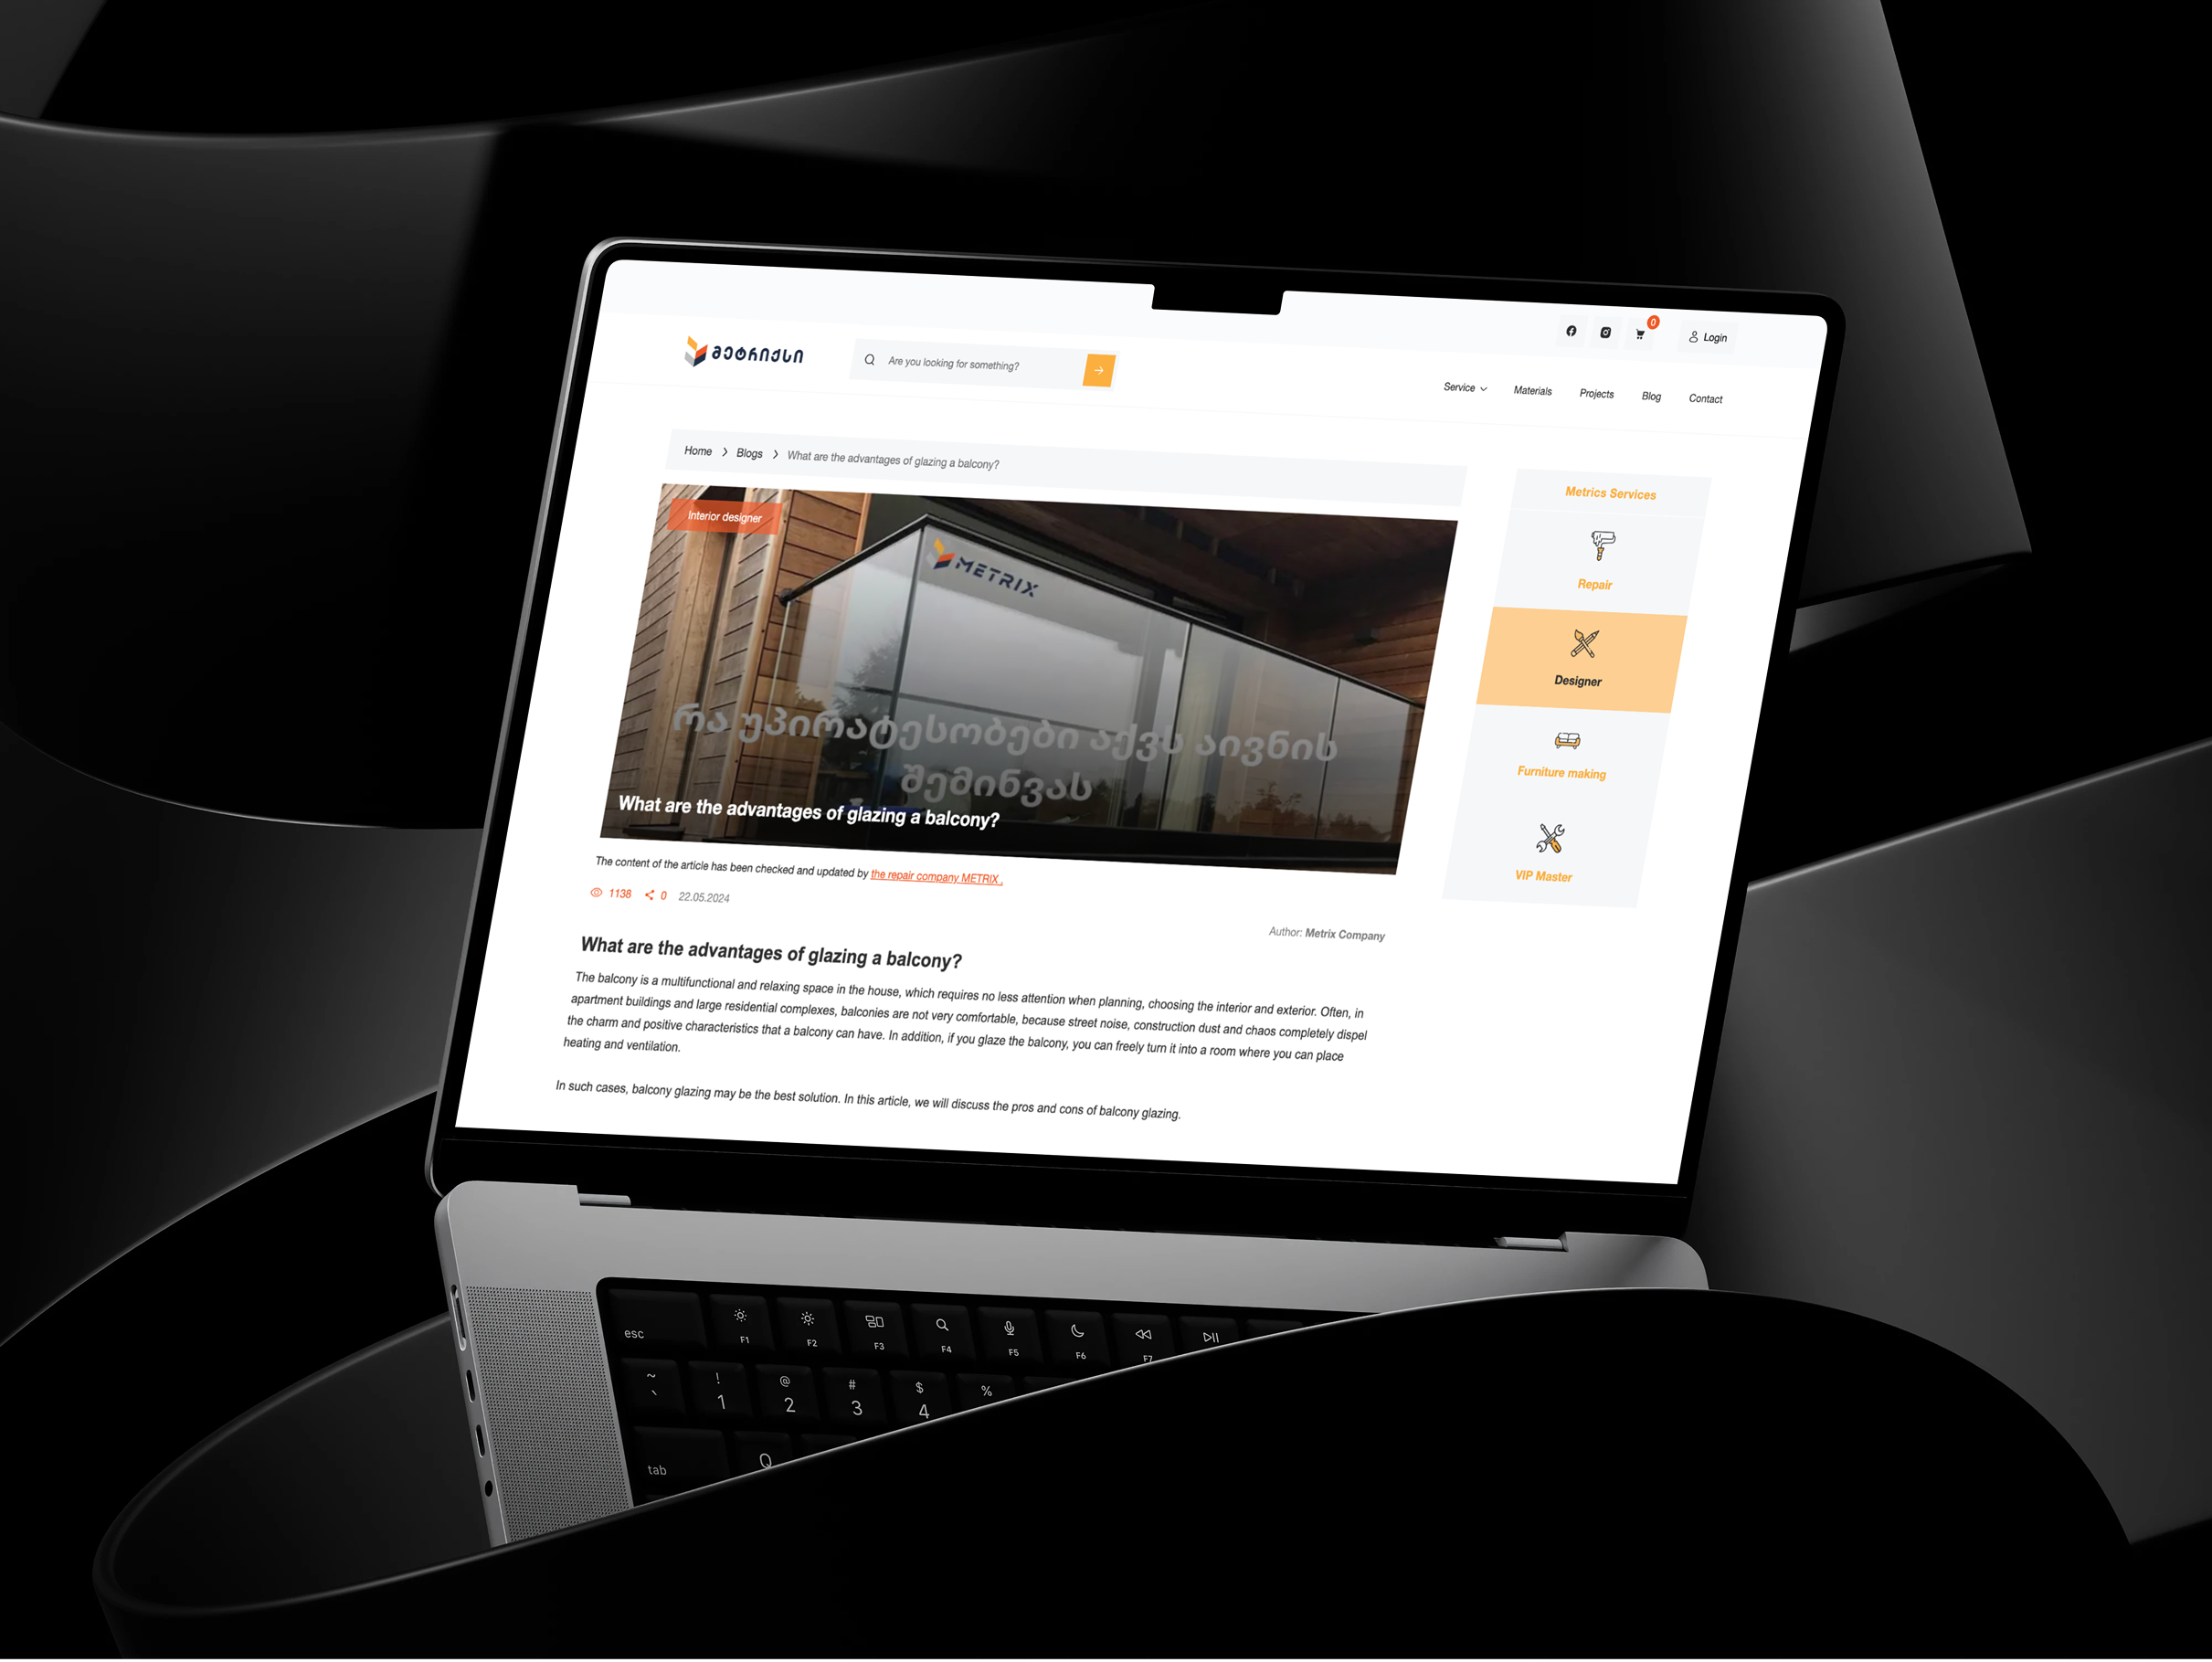 მეტრიქსი
Are you looking for something?
0
Login
Service
Materials
Projects
Blog
Contact
Home
Blogs
What are the advantages of glazing a balcony?
Interior designer
METRIX
რა უპირატესობები აქვს აივნის
შემინვას
What are the advantages of glazing a balcony?
The content of the article has been checked and updated by the repair company METRIX .
1138
0
22.05.2024
Author: Metrix Company
What are the advantages of glazing a balcony?
The balcony is a multifunctional and relaxing space in the house, which requires no less attention when planning, choosing the interior and exterior. Often, in
apartment buildings and large residential complexes, balconies are not very comfortable, because street noise, construction dust and chaos completely dispel
the charm and positive characteristics that a balcony can have. In addition, if you glaze the balcony, you can freely turn it into a room where you can place
heating and ventilation.
In such cases, balcony glazing may be the best solution. In this article, we will discuss the pros and cons of balcony glazing.
Metrics Services
Repair
Designer
Furniture making
VIP Master
esc
F1
F2
F3
F4
F5
F6
F7
~
`
!
1
@
2
#
3
$
4
%
tab
Q